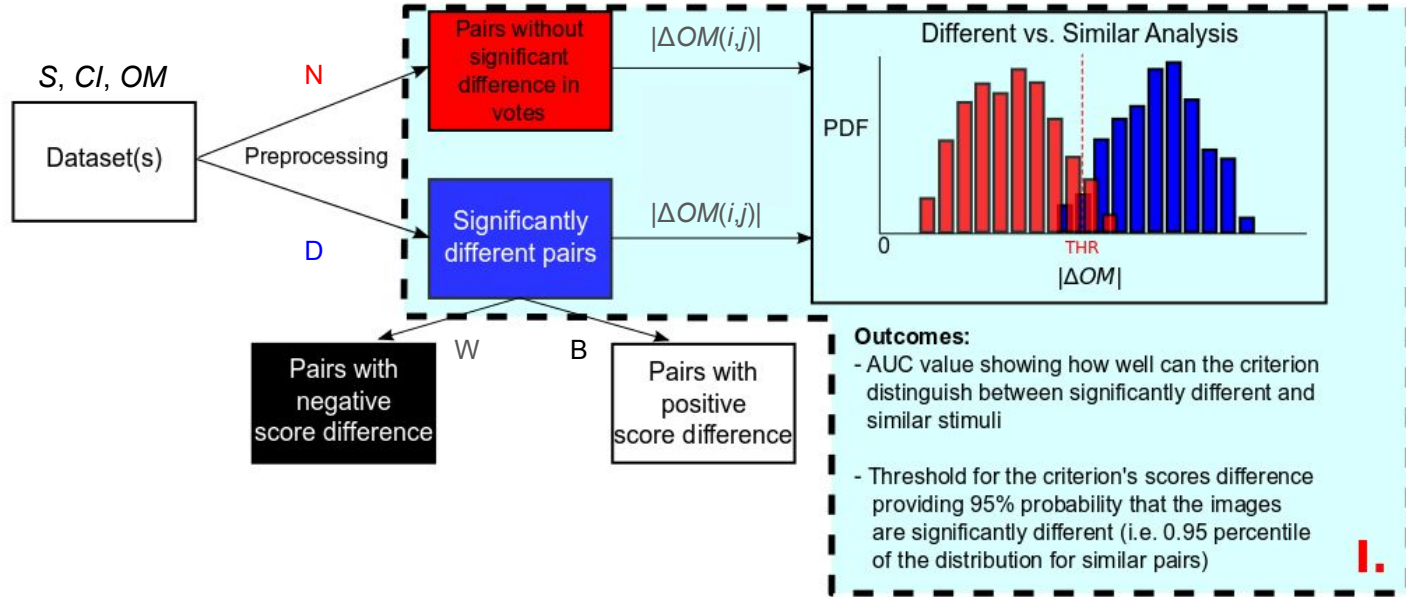 S, CI, OM
Dataset(s)
Preprocessing
N
D
Pairs without
significant
difference in
votes
Significantly
different pairs
|ΔOM(i,j)|
|ΔOM(i,j)|
W
B
Pairs with
negative
score difference
Pairs with
positive
score difference
Different vs. Similar Analysis
PDF
0
THR
|ΔOM|
Outcomes:
- AUC value showing how well can the criterion
distinguish between significantly different and
similar stimuli
- Threshold for the criterion's scores difference
providing 95% probability that the images
are significantly different (i.e. 0.95 percentile
of the distribution for similar pairs)
I.